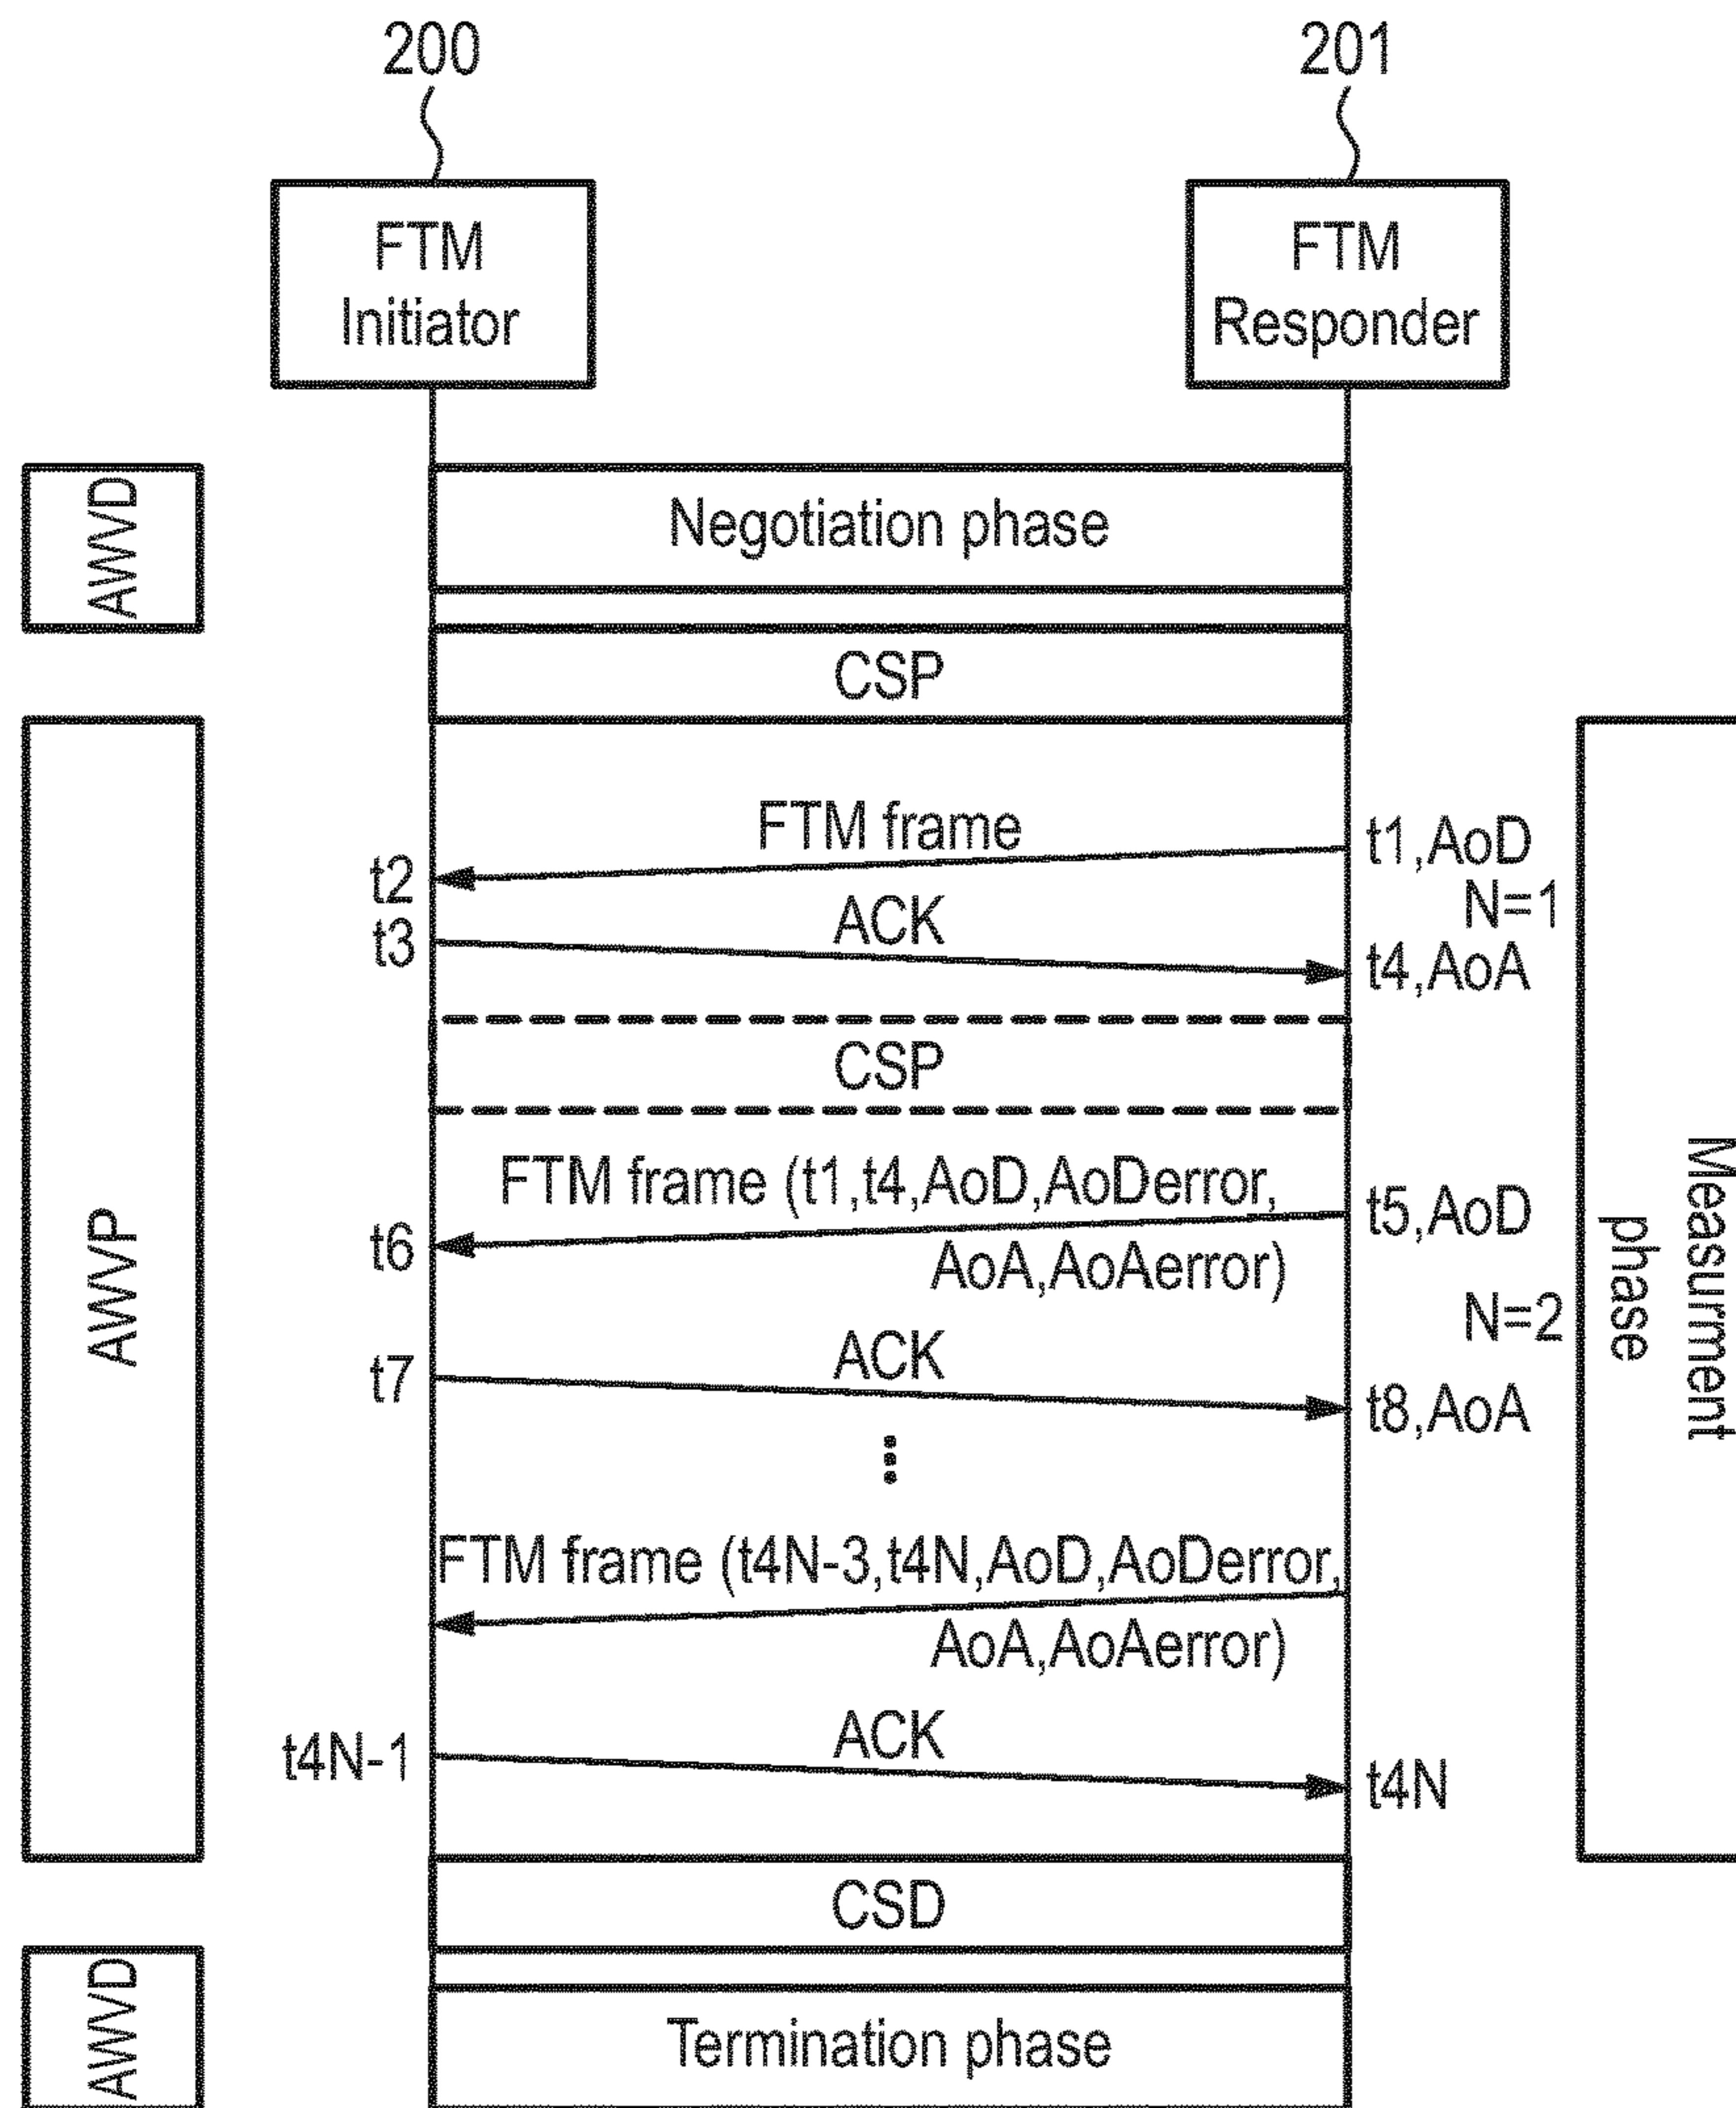 200
201
FTM
Initiator
FTM
Responder
AWVD
Negotiation phase
CSP
AWVP
Measurment
phase
FTM frame
t1,AoD
t2
N=1
ACK
t3
t4,AoA
CSP
FTM frame (t1,t4,AoD,AoDerror,
t5,AoD
t6
AoA,AoAerror)
N=2
ACK
t7
t8,AoA
FTM frame (t4N-3,t4N,AoD,AoDerror,
AoA,AoAerror)
ACK
t4N-1
t4N
CSD
AWVD
Termination phase